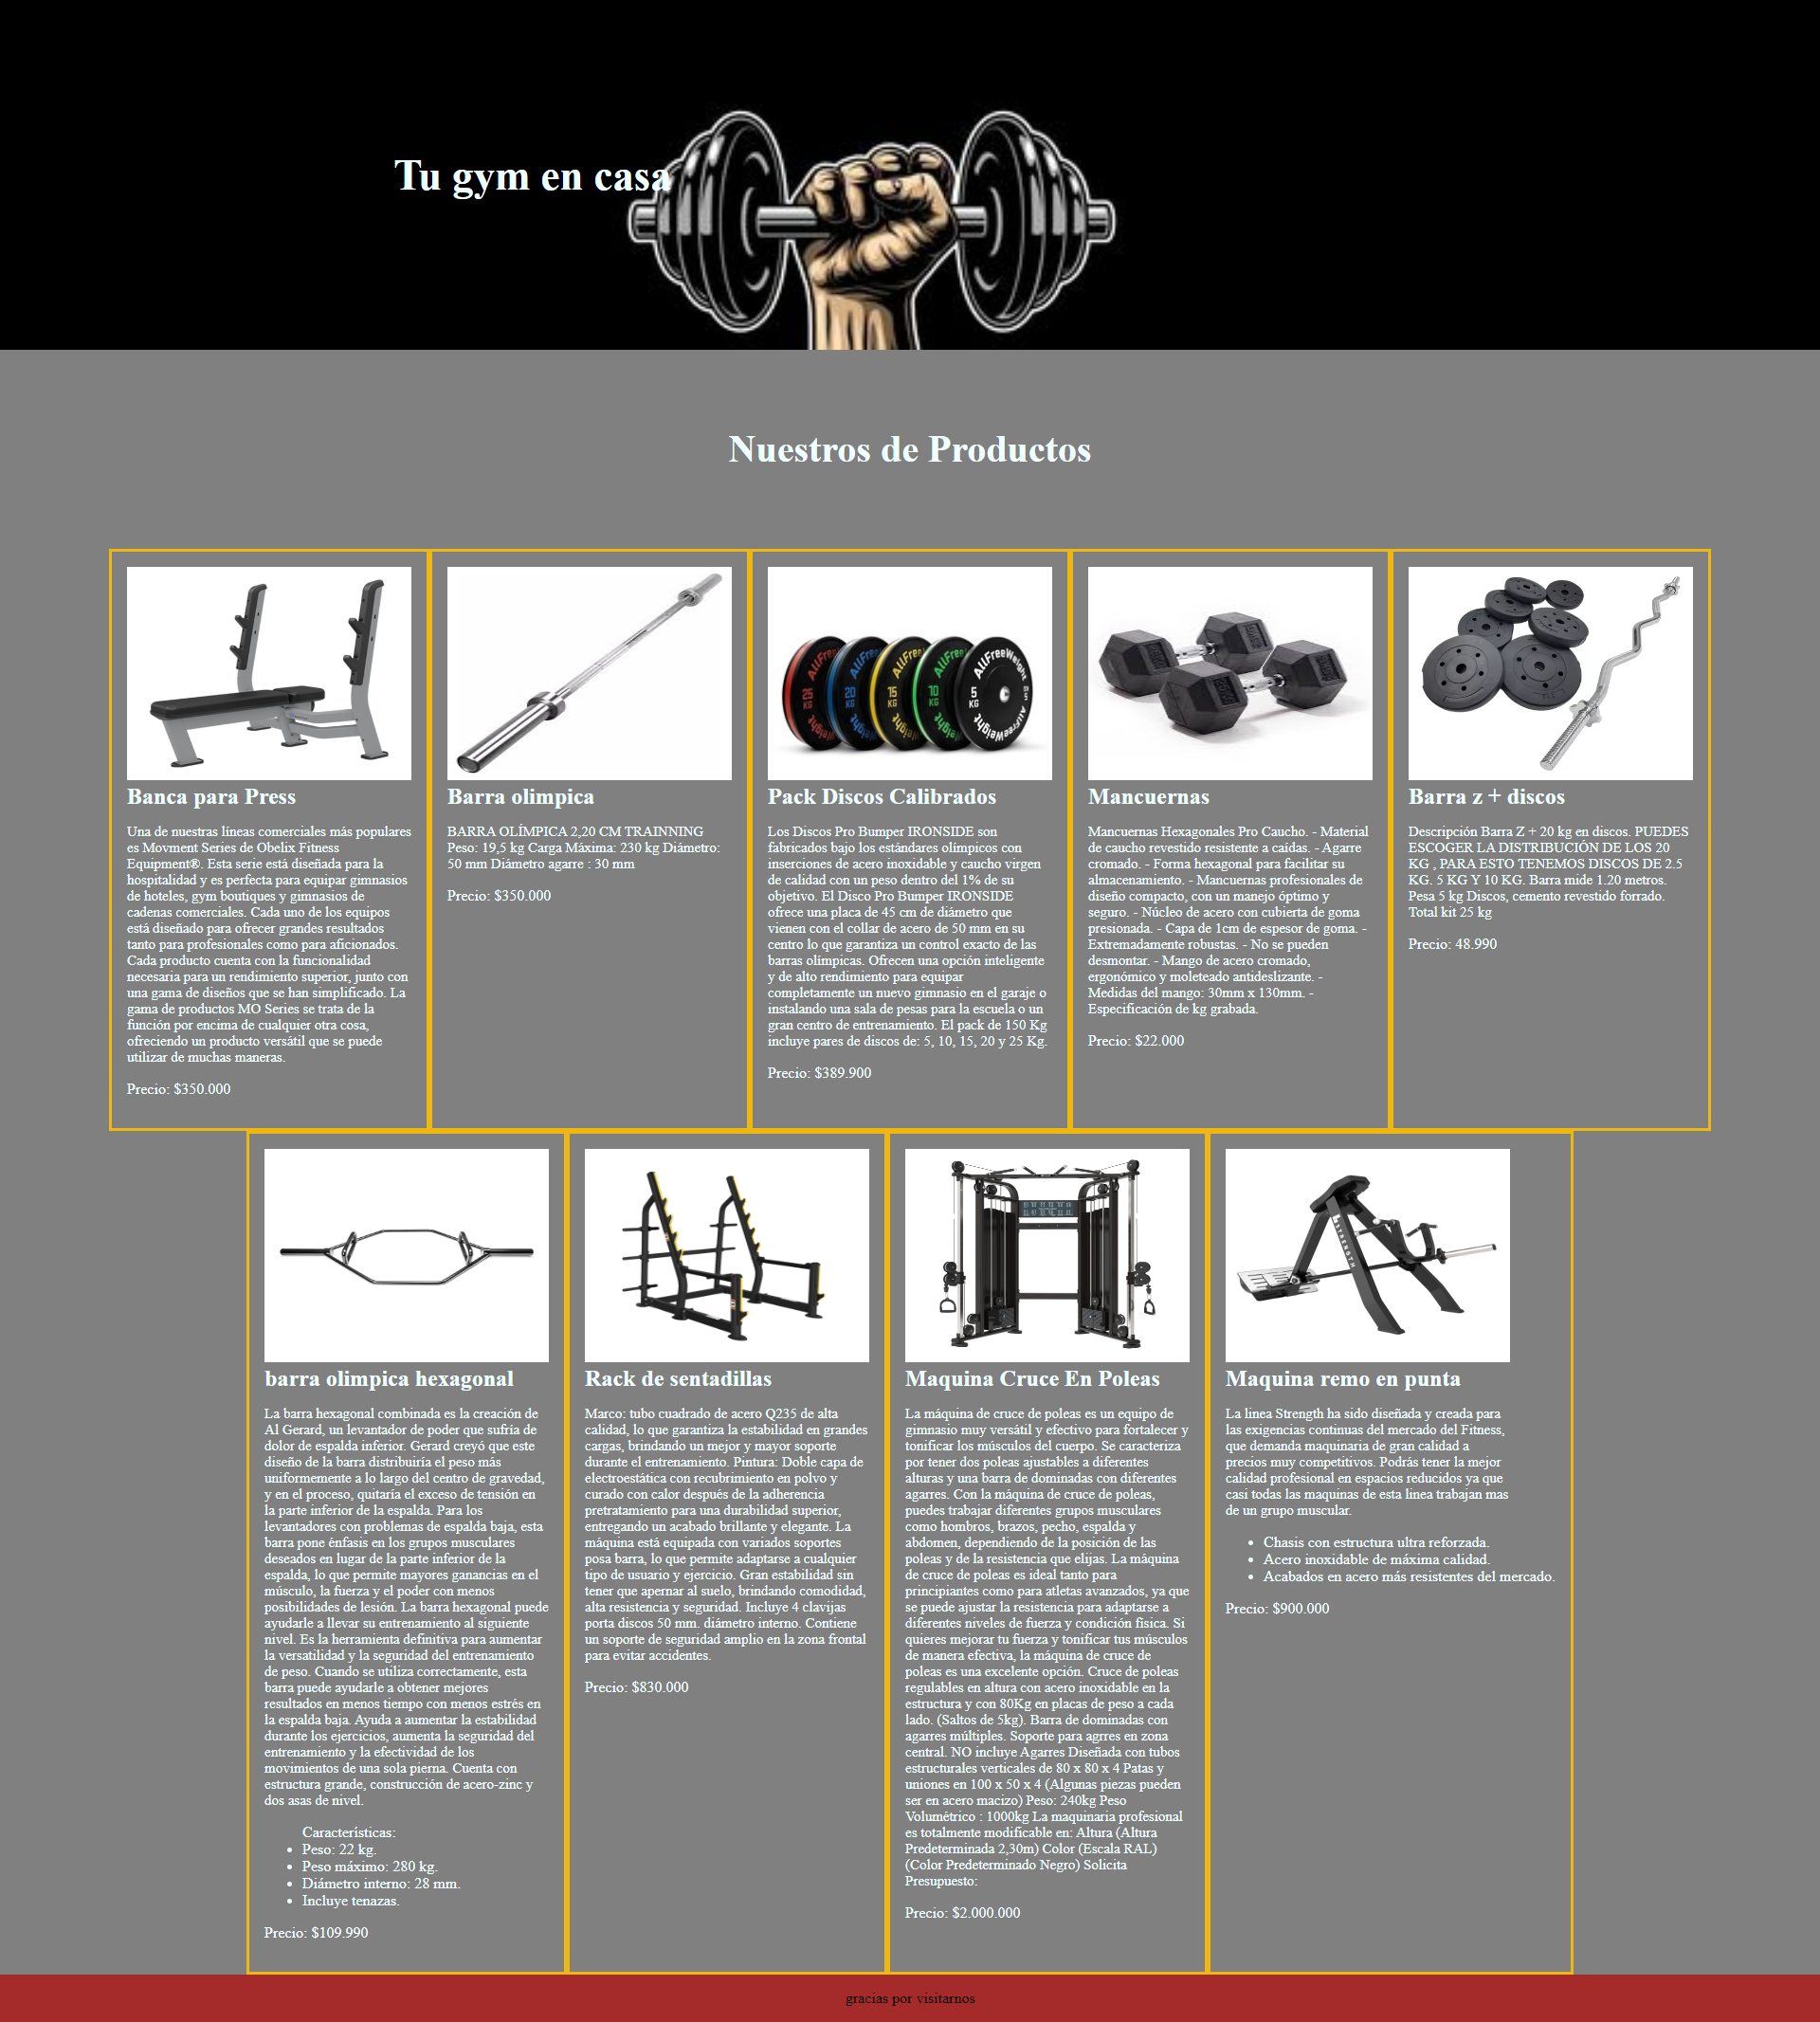 Tu gym en casa
Nuestros de Productos
Banca para Press
Una de nuestras líneas comerciales más populares
es Movment Series de Obelix Fitness
Equipment®. Esta serie está diseñada para la
hospitalidad y es perfecta para equipar gimnasios
de hoteles, gym boutiques y gimnasios de
cadenas comerciales. Cada uno de los equipos
está diseñado para ofrecer grandes resultados
tanto para profesionales como para aficionados.
Cada producto cuenta con la funcionalidad
necesaria para un rendimiento superior, junto con
una gama de diseños que se han simplificado. La
gama de productos MO Series se trata de la
función por encima de cualquier otra cosa,
ofreciendo un producto versátil que se puede
utilizar de muchas maneras.
Precio: $350.000
Barra olimpica
BARRA OLÍMPICA 2,20 CM TRAINNING
Peso: 19,5 kg Carga Máxima: 230 kg Diámetro:
50 mm Diámetro agarre : 30 mm
Precio: $350.000
25 KG
20 KG
15 KG
10 KG
5 KG
AllFreeWeight
Pack Discos Calibrados
Los Discos Pro Bumper IRONSIDE son
fabricados bajo los estándares olímpicos con
inserciones de acero inoxidable y caucho virgen
de calidad con un peso dentro del 1% de su
objetivo. El Disco Pro Bumper IRONSIDE
ofrece una placa de 45 cm de diámetro que
vienen con el collar de acero de 50 mm en su
centro lo que garantiza un control exacto de las
barras olímpicas. Ofrecen una opción inteligente
y de alto rendimiento para equipar
completamente un nuevo gimnasio en el garaje o
instalando una sala de pesas para la escuela o un
gran centro de entrenamiento. El pack de 150 Kg
incluye pares de discos de: 5, 10, 15, 20 y 25 Kg.
Precio: $389.900
Mancuernas
Mancuernas Hexagonales Pro Caucho. - Material
de caucho revestido resistente a caídas. - Agarre
cromado. - Forma hexagonal para facilitar su
almacenamiento. - Mancuernas profesionales de
diseño compacto, con un manejo óptimo y
seguro. - Núcleo de acero con cubierta de goma
presionada. - Capa de 1cm de espesor de goma. -
Extremadamente robustas. - No se pueden
desmontar. - Mango de acero cromado,
ergonómico y moleteado antideslizante. -
Medidas del mango: 30mm x 130mm. -
Especificación de kg grabada.
Precio: $22.000
Barra z + discos
Descripción Barra Z + 20 kg en discos. PUEDES
ESCOGER LA DISTRIBUCIÓN DE LOS 20
KG , PARA ESTO TENEMOS DISCOS DE 2.5
KG. 5 KG Y 10 KG. Barra mide 1.20 metros.
Pesa 5 kg Discos, cemento revestido forrado.
Total kit 25 kg
Precio: 48.990
barra olimpica hexagonal
La barra hexagonal combinada es la creación de
Al Gerard, un levantador de poder que sufría de
dolor de espalda inferior. Gerard creyó que este
diseño de la barra distribuiría el peso más
uniformemente a lo largo del centro de gravedad,
y en el proceso, quitaría el exceso de tensión en
la parte inferior de la espalda. Para los
levantadores con problemas de espalda baja, esta
barra pone énfasis en los grupos musculares
deseados en lugar de la parte inferior de la
espalda, lo que permite mayores ganancias en el
músculo, la fuerza y el poder con menos
posibilidades de lesión. La barra hexagonal puede
ayudarle a llevar su entrenamiento al siguiente
nivel. Es la herramienta definitiva para aumentar
la versatilidad y la seguridad del entrenamiento
de peso. Cuando se utiliza correctamente, esta
barra puede ayudarle a obtener mejores
resultados en menos tiempo con menos estrés en
la espalda baja. Ayuda a aumentar la estabilidad
durante los ejercicios, aumenta la seguridad del
entrenamiento y la efectividad de los
movimientos de una sola pierna. Cuenta con
estructura grande, construcción de acero-zinc y
dos asas de nivel.
Características:
• Peso: 22 kg.
• Peso máximo: 280 kg.
• Diámetro interno: 28 mm.
• Incluye tenazas.
Precio: $109.990
Rack de sentadillas
Marco: tubo cuadrado de acero Q235 de alta
calidad, lo que garantiza la estabilidad en grandes
cargas, brindando un mejor y mayor soporte
durante el entrenamiento. Pintura: Doble capa de
electroestática con recubrimiento en polvo y
curado con calor después de la adherencia
pretratamiento para una durabilidad superior,
entregando un acabado brillante y elegante. La
máquina está equipada con variados soportes
posa barra, lo que permite adaptarse a cualquier
tipo de usuario y ejercicio. Gran estabilidad sin
tener que apernar al suelo, brindando comodidad,
alta resistencia y seguridad. Incluye 4 clavijas
porta discos 50 mm. diámetro interno. Contiene
un soporte de seguridad amplio en la zona frontal
para evitar accidentes.
Precio: $830.000
Maquina Cruce En Poleas
La máquina de cruce de poleas es un equipo de
gimnasio muy versátil y efectivo para fortalecer y
tonificar los músculos del cuerpo. Se caracteriza
por tener dos poleas ajustables a diferentes
alturas y una barra de dominadas con diferentes
agarres. Con la máquina de cruce de poleas,
puedes trabajar diferentes grupos musculares
como hombros, brazos, pecho, espalda y
abdomen, dependiendo de la posición de las
poleas y de la resistencia que elijas. La máquina
de cruce de poleas es ideal tanto para
principiantes como para atletas avanzados, ya que
se puede ajustar la resistencia para adaptarse a
diferentes niveles de fuerza y condición física. Si
quieres mejorar tu fuerza y tonificar tus músculos
de manera efectiva, la máquina de cruce de
poleas es una excelente opción. Cruce de poleas
regulables en altura con acero inoxidable en la
estructura y con 80Kg en placas de peso a cada
lado. (Saltos de 5kg). Barra de dominadas con
agarres múltiples. Soporte para agrres en zona
central. NO incluye Agarres Diseñada con tubos
estructurales verticales de 80 x 80 x 4 Patas y
uniones en 100 x 50 x 4 (Algunas piezas pueden
ser en acero macizo) Peso: 240kg Peso
Volumétrico : 1000kg La maquinaria profesional
es totalmente modificable en: Altura (Altura
Predeterminada 2,30m) Color (Escala RAL)
(Color Predeterminado Negro) Solicita
Presupuesto:
Precio: $2.000.000
STRENGTH
Maquina remo en punta
La linea Strength ha sido diseñada y creada para
las exigencias continuas del mercado del Fitness,
que demanda maquinaria de gran calidad a
precios muy competitivos. Podrás tener la mejor
calidad profesional en espacios reducidos ya que
casi todas las maquinas de esta linea trabajan mas
de un grupo muscular.
• Chasis con estructura ultra reforzada.
• Acero inoxidable de máxima calidad.
• Acabados en acero más resistentes del mercado.
Precio: $900.000
gracias por visitarnos